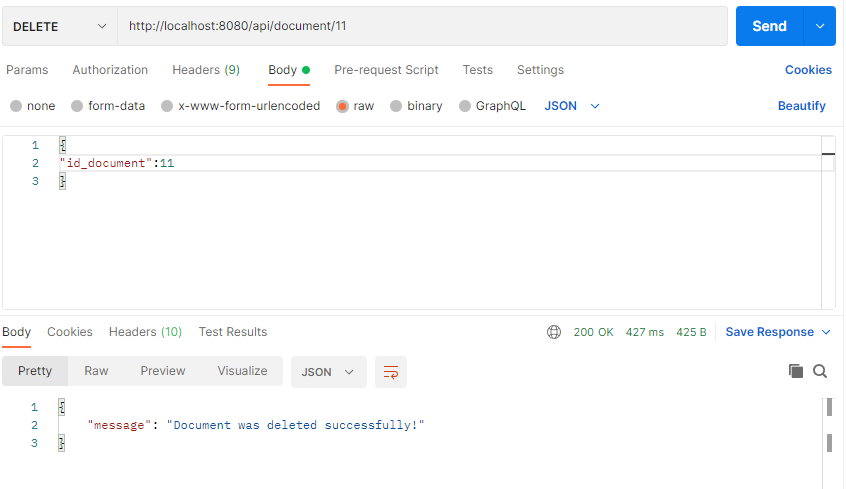 DELETE http://localhost:8080/api/document/11 Send
Params Authorization Headers (9) Body Pre-request Script Tests Settings Cookies
none form-data x-www-form-urlencoded raw binary GraphQL JSON Beautify
1 {
2 "id_document":11
3 }
Body Cookies Headers (10) Test Results 200 OK 427 ms 425 B Save Response
Pretty Raw Preview Visualize JSON
1 {
2 "message": "Document was deleted successfully!"
3 }